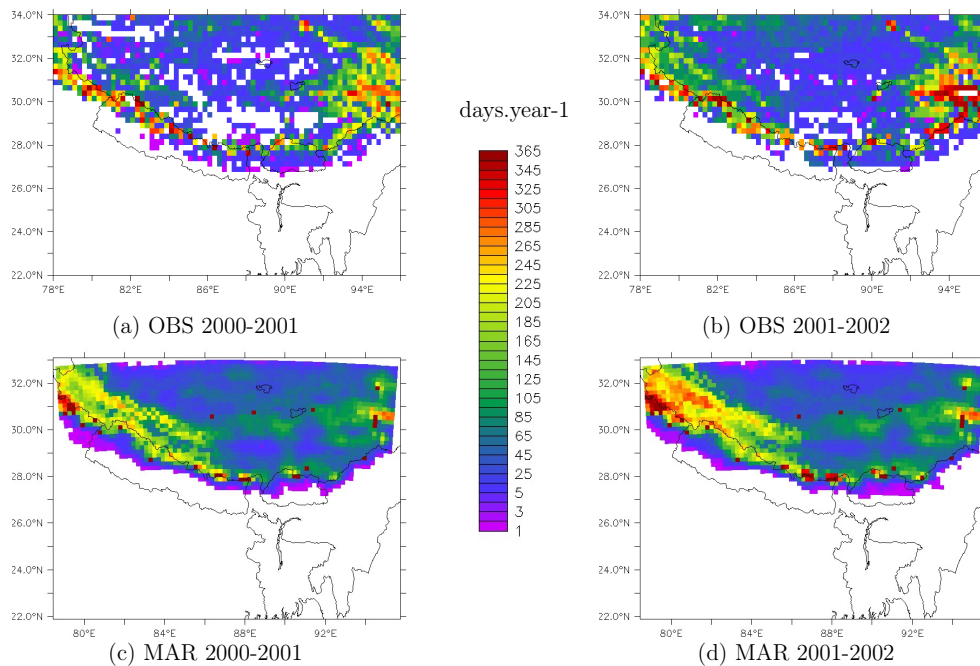 34.0°N
32.0°N
30.0°N
28.0°N
26.0°N
24.0°N
22.0°N
78°E 82°E 86°E 90°E 94°E
(a) OBS 2000-2001
34.0°N
32.0°N
30.0°N
28.0°N
26.0°N
24.0°N
22.0°N
78°E 82°E 86°E 90°E 94°E
(b) OBS 2001-2002
days.year-1
365
345
325
305
285
265
245
225
205
185
165
145
125
105
85
65
45
25
5
3
1
32.0°N
30.0°N
28.0°N
26.0°N
24.0°N
22.0°N
80°E 84°E 88°E 92°E
(c) MAR 2000-2001
32.0°N
30.0°N
28.0°N
26.0°N
24.0°N
22.0°N
80°E 84°E 88°E 92°E
(d) MAR 2001-2002